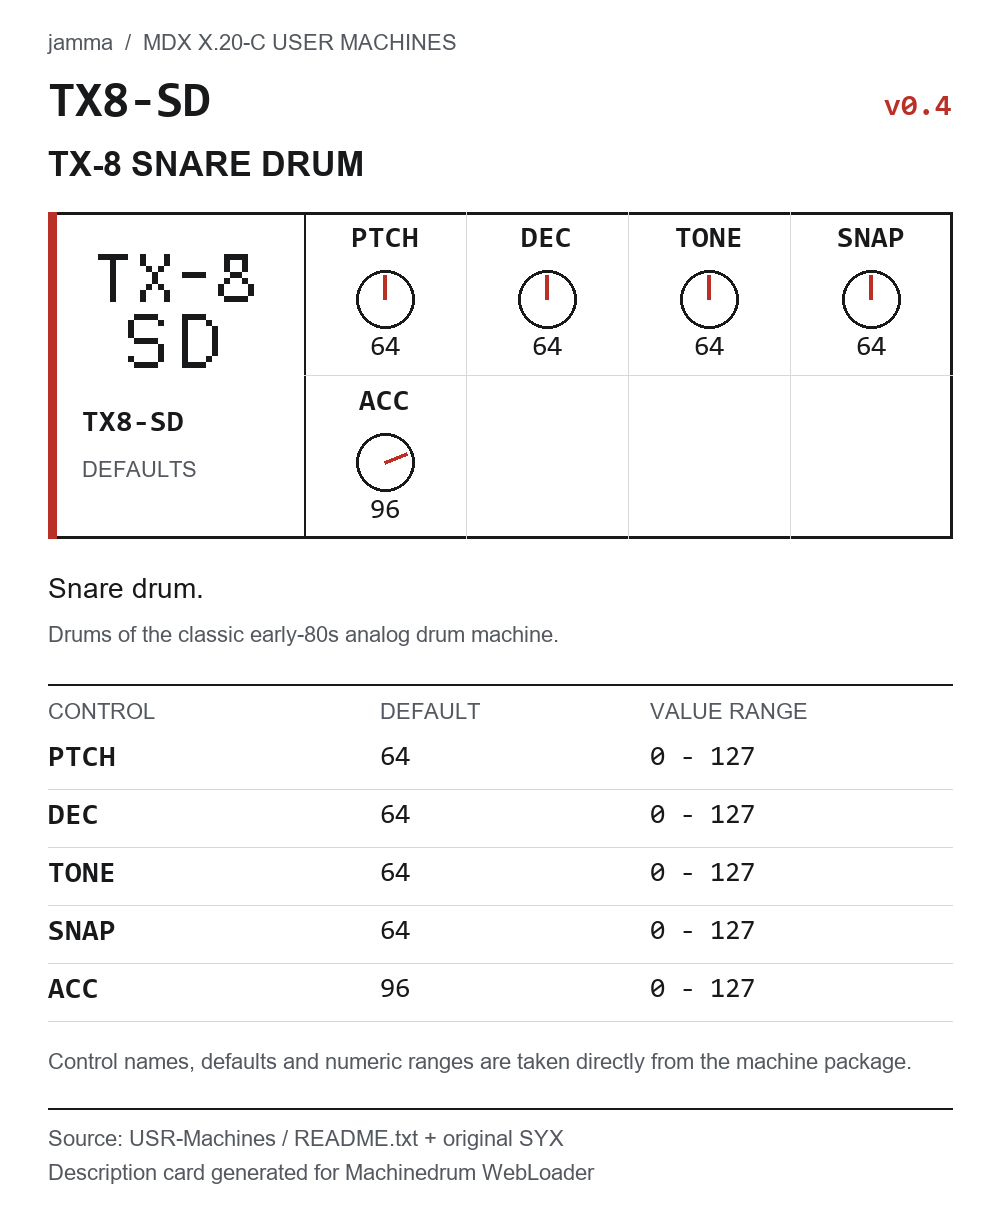 jamma / MDX X.20-C USER MACHINES
TX8-SD
v0.4
TX-8 SNARE DRUM
TX-8
SD
TX8-SD
DEFAULTS
PTCH DEC TONE SNAP
64 64 64 64
ACC
96
Snare drum.
Drums of the classic early-80s analog drum machine.
CONTROL DEFAULT VALUE RANGE
PTCH 64 0 - 127
DEC 64 0 - 127
TONE 64 0 - 127
SNAP 64 0 - 127
ACC 96 0 - 127
Control names, defaults and numeric ranges are taken directly from the machine package.
Source: USR-Machines / README.txt + original SYX
Description card generated for Machinedrum WebLoader